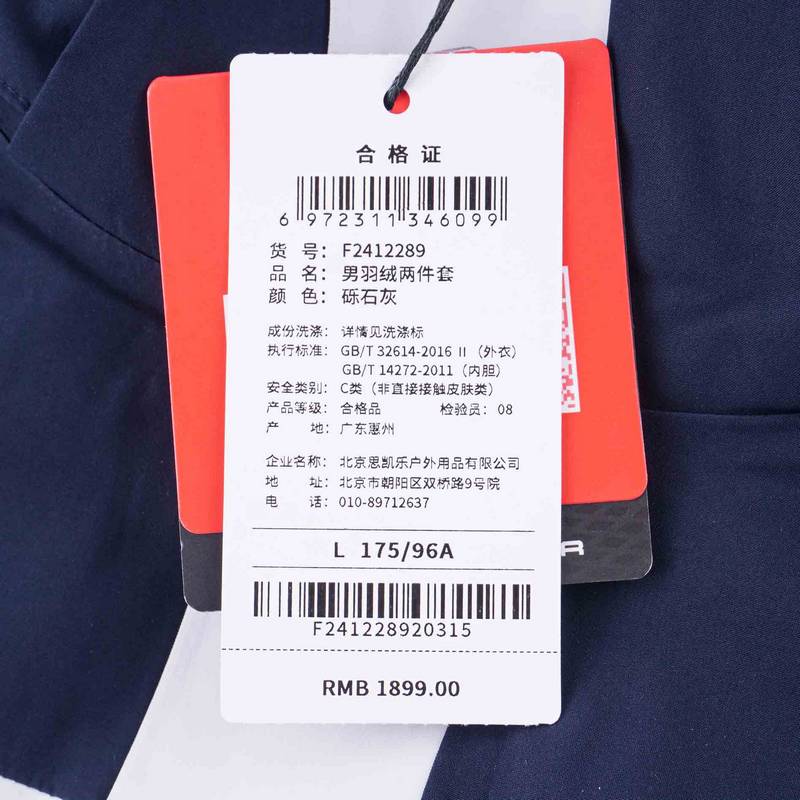 合格证
6 972311 346099
货 号：F2412289
品 名：男羽绒两件套
颜 色：砾石灰
成份洗涤：详情见洗涤标
执行标准：GB/T 32614-2016 II（外衣）
GB/T 14272-2011（内胆）
安全类别：C类（非直接接触皮肤类）
产品等级：合格品 检验员：08
产 地：广东惠州
企业名称：北京思凯乐户外用品有限公司
地 址：北京市朝阳区双桥路9号院
电 话：010-89712637
L 175/96A
F241228920315
RMB 1899.00